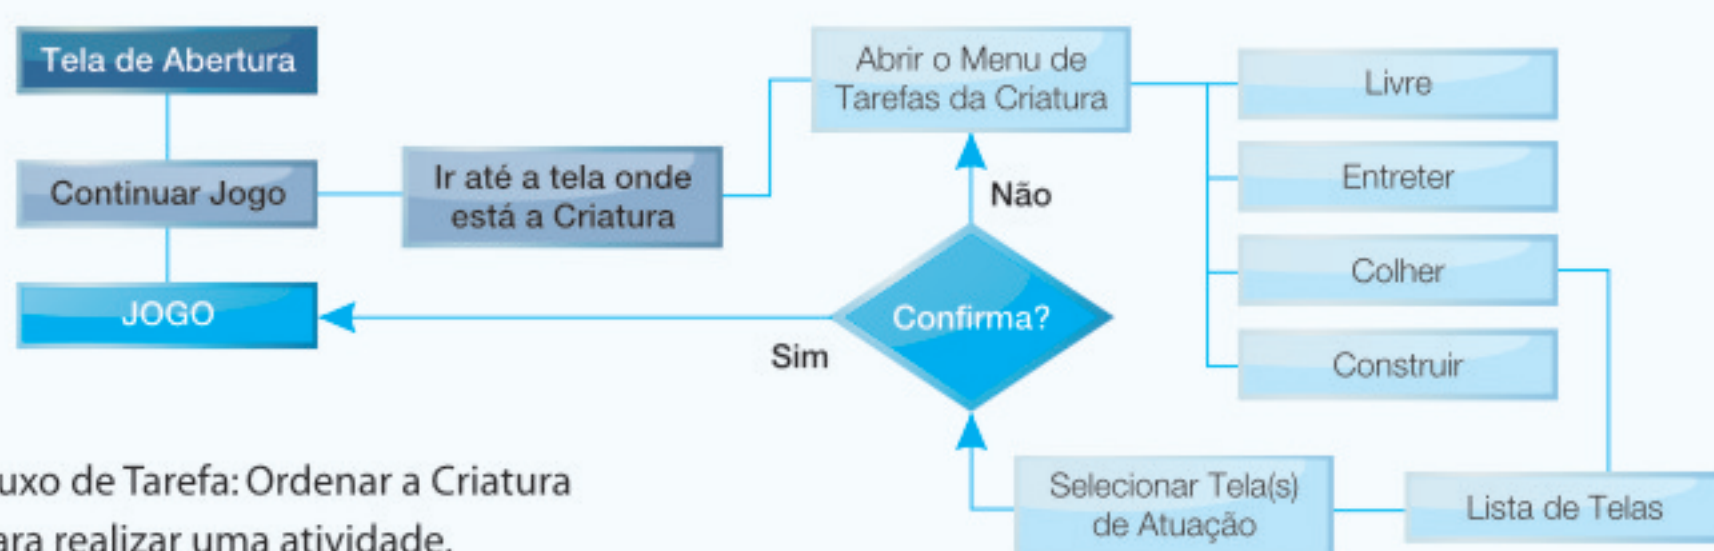 Tela de Abertura
Continuar Jogo
JOGO
Ir até a tela onde
está a Criatura
Abrir o Menu de
Tarefas da Criatura
Livre
Entreter
Colher
Construir
Não
Confirma?
Sim
Selecionar Tela(s)
de Atuação
Lista de Telas
uxo de Tarefa: Ordenar a Criatura
ara realizar uma atividade.